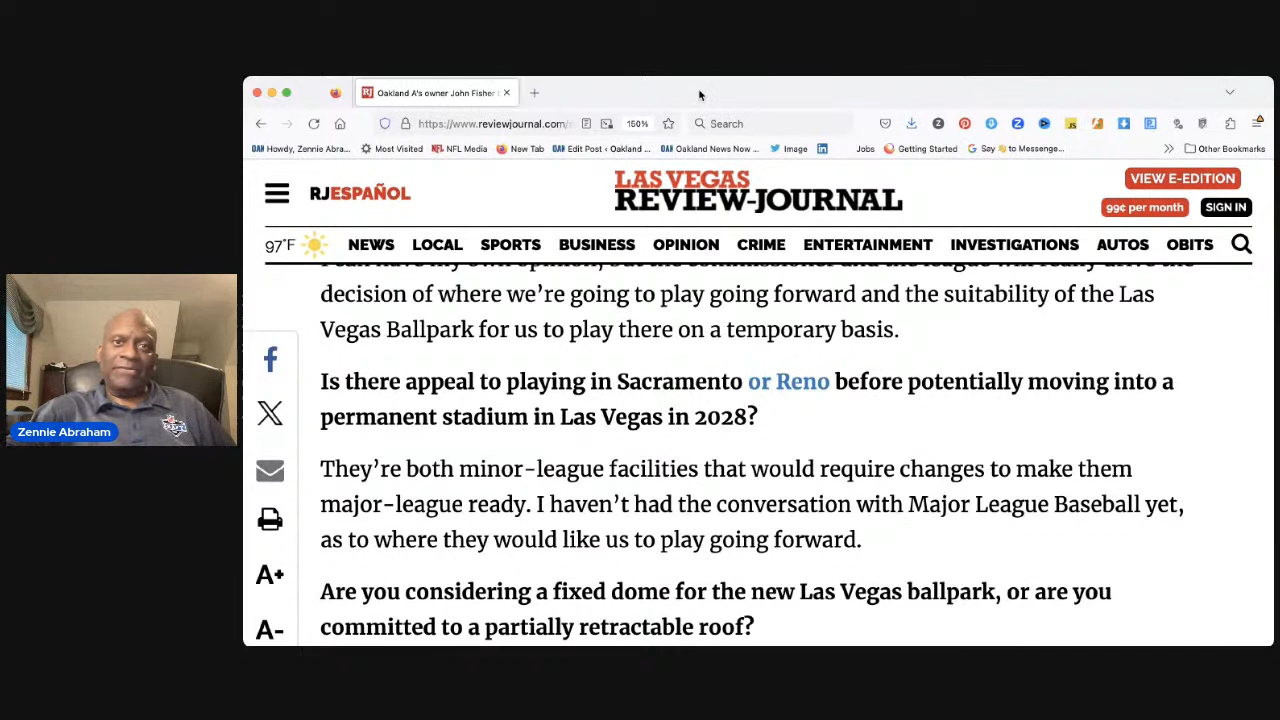 Oakland A's owner John Fisher
https://www.reviewjournal.com/
150%
Search
Howdy, Zennie Abra...
Most Visited
NFL Media
New Tab
Edit Post ‹ Oakland ...
Oakland News Now ...
Image
Jobs
Getting Started
Say 👋 to Messenge...
Other Bookmarks
RJESPAÑOL
LAS VEGAS
REVIEW-JOURNAL
VIEW E-EDITION
99¢ per month
SIGN IN
97°F
NEWS
LOCAL
SPORTS
BUSINESS
OPINION
CRIME
ENTERTAINMENT
INVESTIGATIONS
AUTOS
OBITS
decision of where we're going to play going forward and the suitability of the Las
Vegas Ballpark for us to play there on a temporary basis.
Is there appeal to playing in Sacramento or Reno before potentially moving into a
permanent stadium in Las Vegas in 2028?
They're both minor-league facilities that would require changes to make them
major-league ready. I haven't had the conversation with Major League Baseball yet,
as to where they would like us to play going forward.
Are you considering a fixed dome for the new Las Vegas ballpark, or are you
committed to a partially retractable roof?
A+
A-
Zennie Abraham